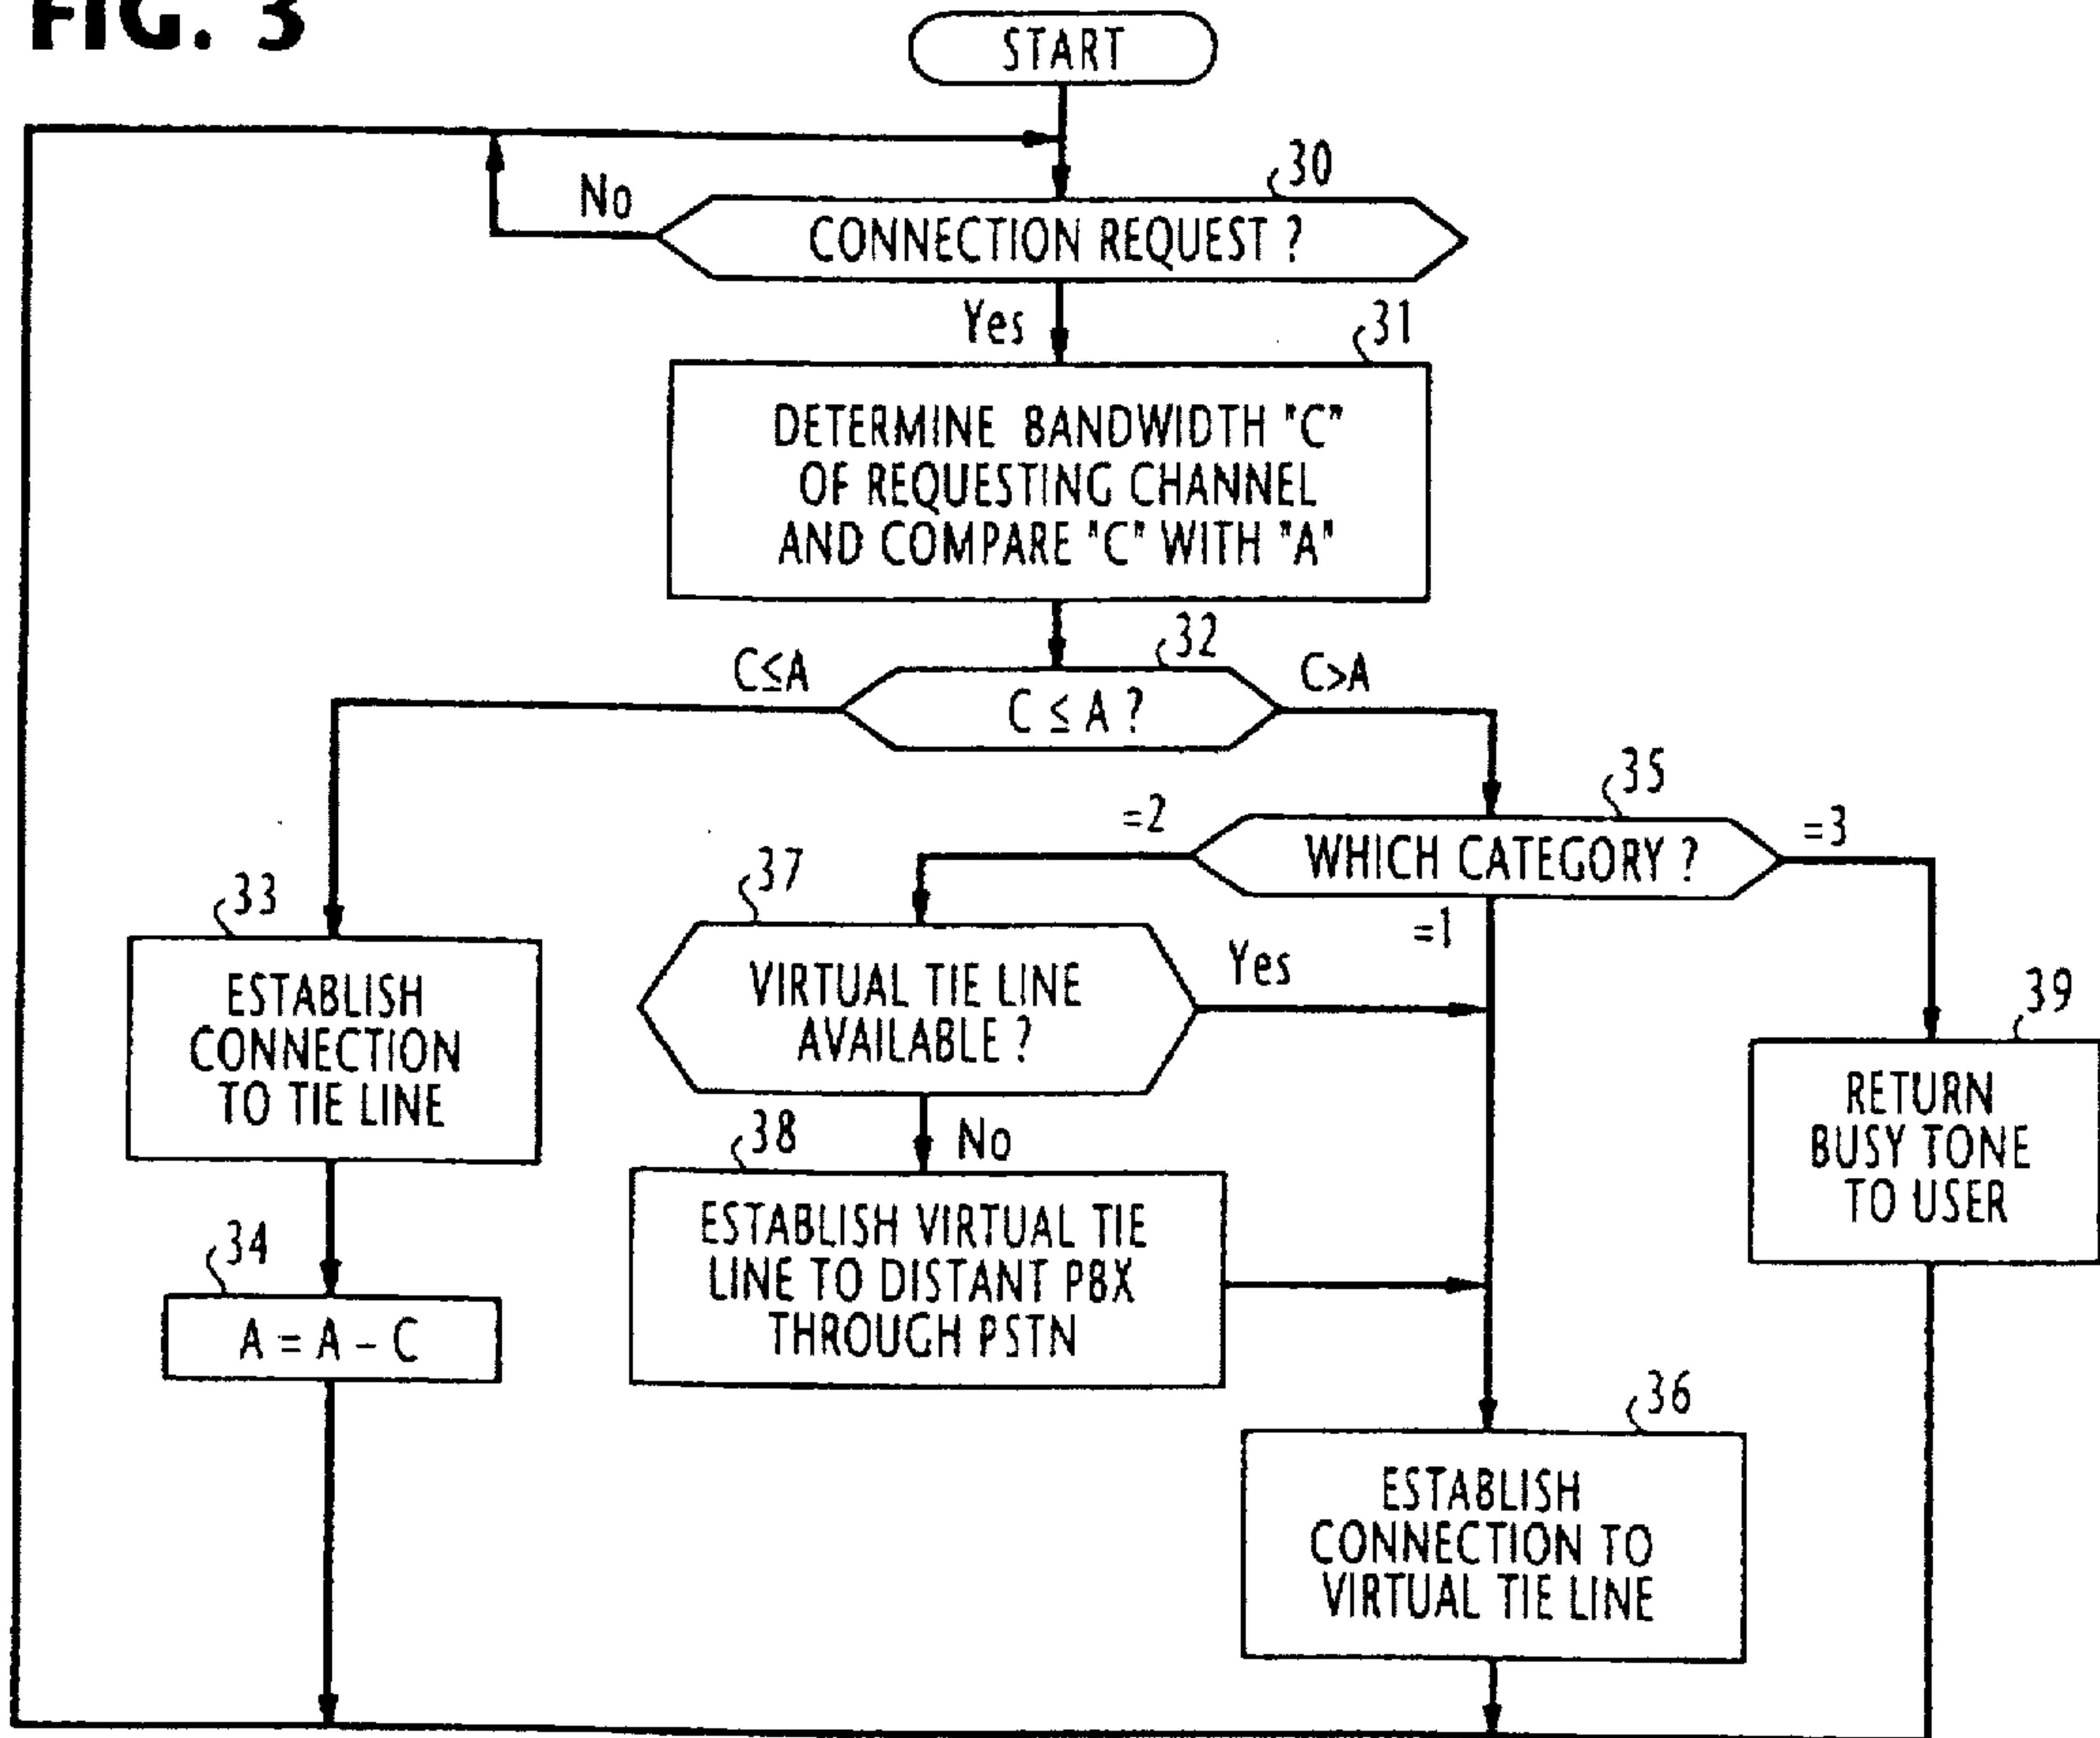 FIG. 3
START
30
No
CONNECTION REQUEST ?
Yes
31
DETERMINE BANDWIDTH "C"
OF REQUESTING CHANNEL
AND COMPARE "C" WITH "A"
32
C≤A
C>A
C ≤ A ?
35
=2
=3
WHICH CATEGORY ?
37
33
=1
Yes
VIRTUAL TIE LINE
AVAILABLE ?
39
ESTABLISH
CONNECTION
TO TIE LINE
RETURN
BUSY TONE
TO USER
38
No
34
ESTABLISH VIRTUAL TIE
LINE TO DISTANT PBX
THROUGH PSTN
A = A – C
36
ESTABLISH
CONNECTION TO
VIRTUAL TIE LINE